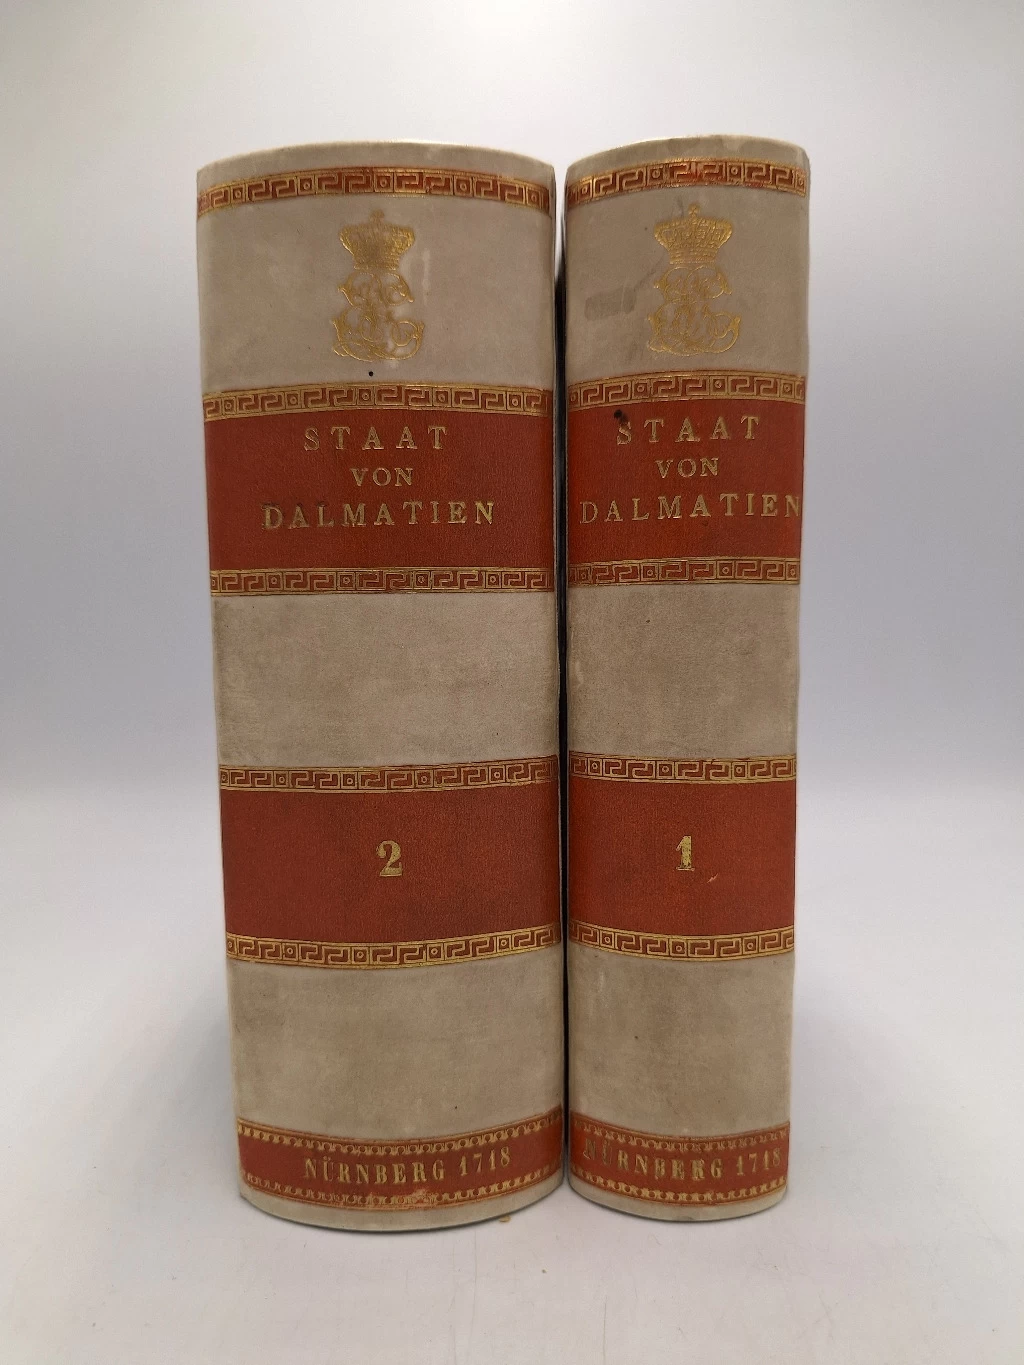 STAAT
VON
DALMATIEN
2
NÜRNBERG 1718
STAAT
VON
DALMATIEN
1
NÜRNBERG 1718